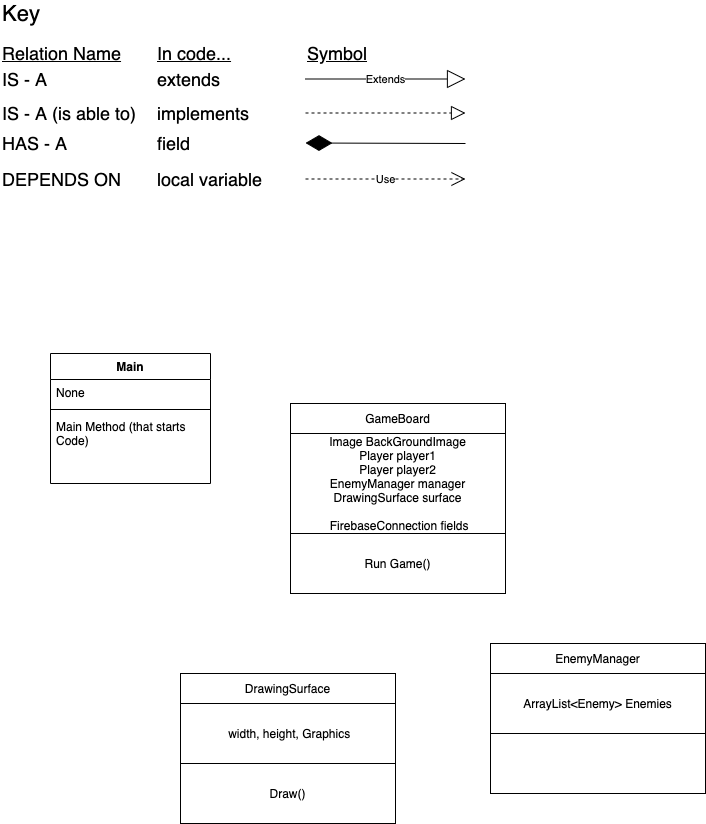 Key
Relation Name In code... Symbol
IS - A extends Extends
IS - A (is able to) implements
HAS - A field
DEPENDS ON local variable Use
Main
None
Main Method (that starts
Code)
GameBoard
Image BackGroundImage
Player player1
Player player2
EnemyManager manager
DrawingSurface surface
FirebaseConnection fields
Run Game()
EnemyManager
ArrayList<Enemy> Enemies
DrawingSurface
width, height, Graphics
Draw()